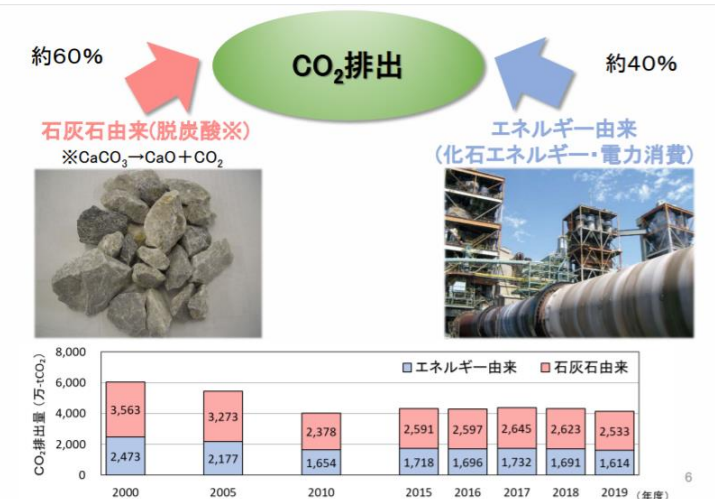 約60%
CO₂排出
約40%
石灰石由来(脱炭酸※)
※CaCO₃→CaO+CO₂
エネルギー由来
(化石エネルギー・電力消費)
CO₂排出量(万-tCO₂)
8,000
6,000
4,000
2,000
0
エネルギー由来
石灰石由来
3,563
3,273
2,378
2,591
2,597
2,645
2,623
2,533
2,473
2,177
1,654
1,718
1,696
1,732
1,691
1,614
2000
2005
2010
2015
2016
2017
2018
2019
(年度)
6